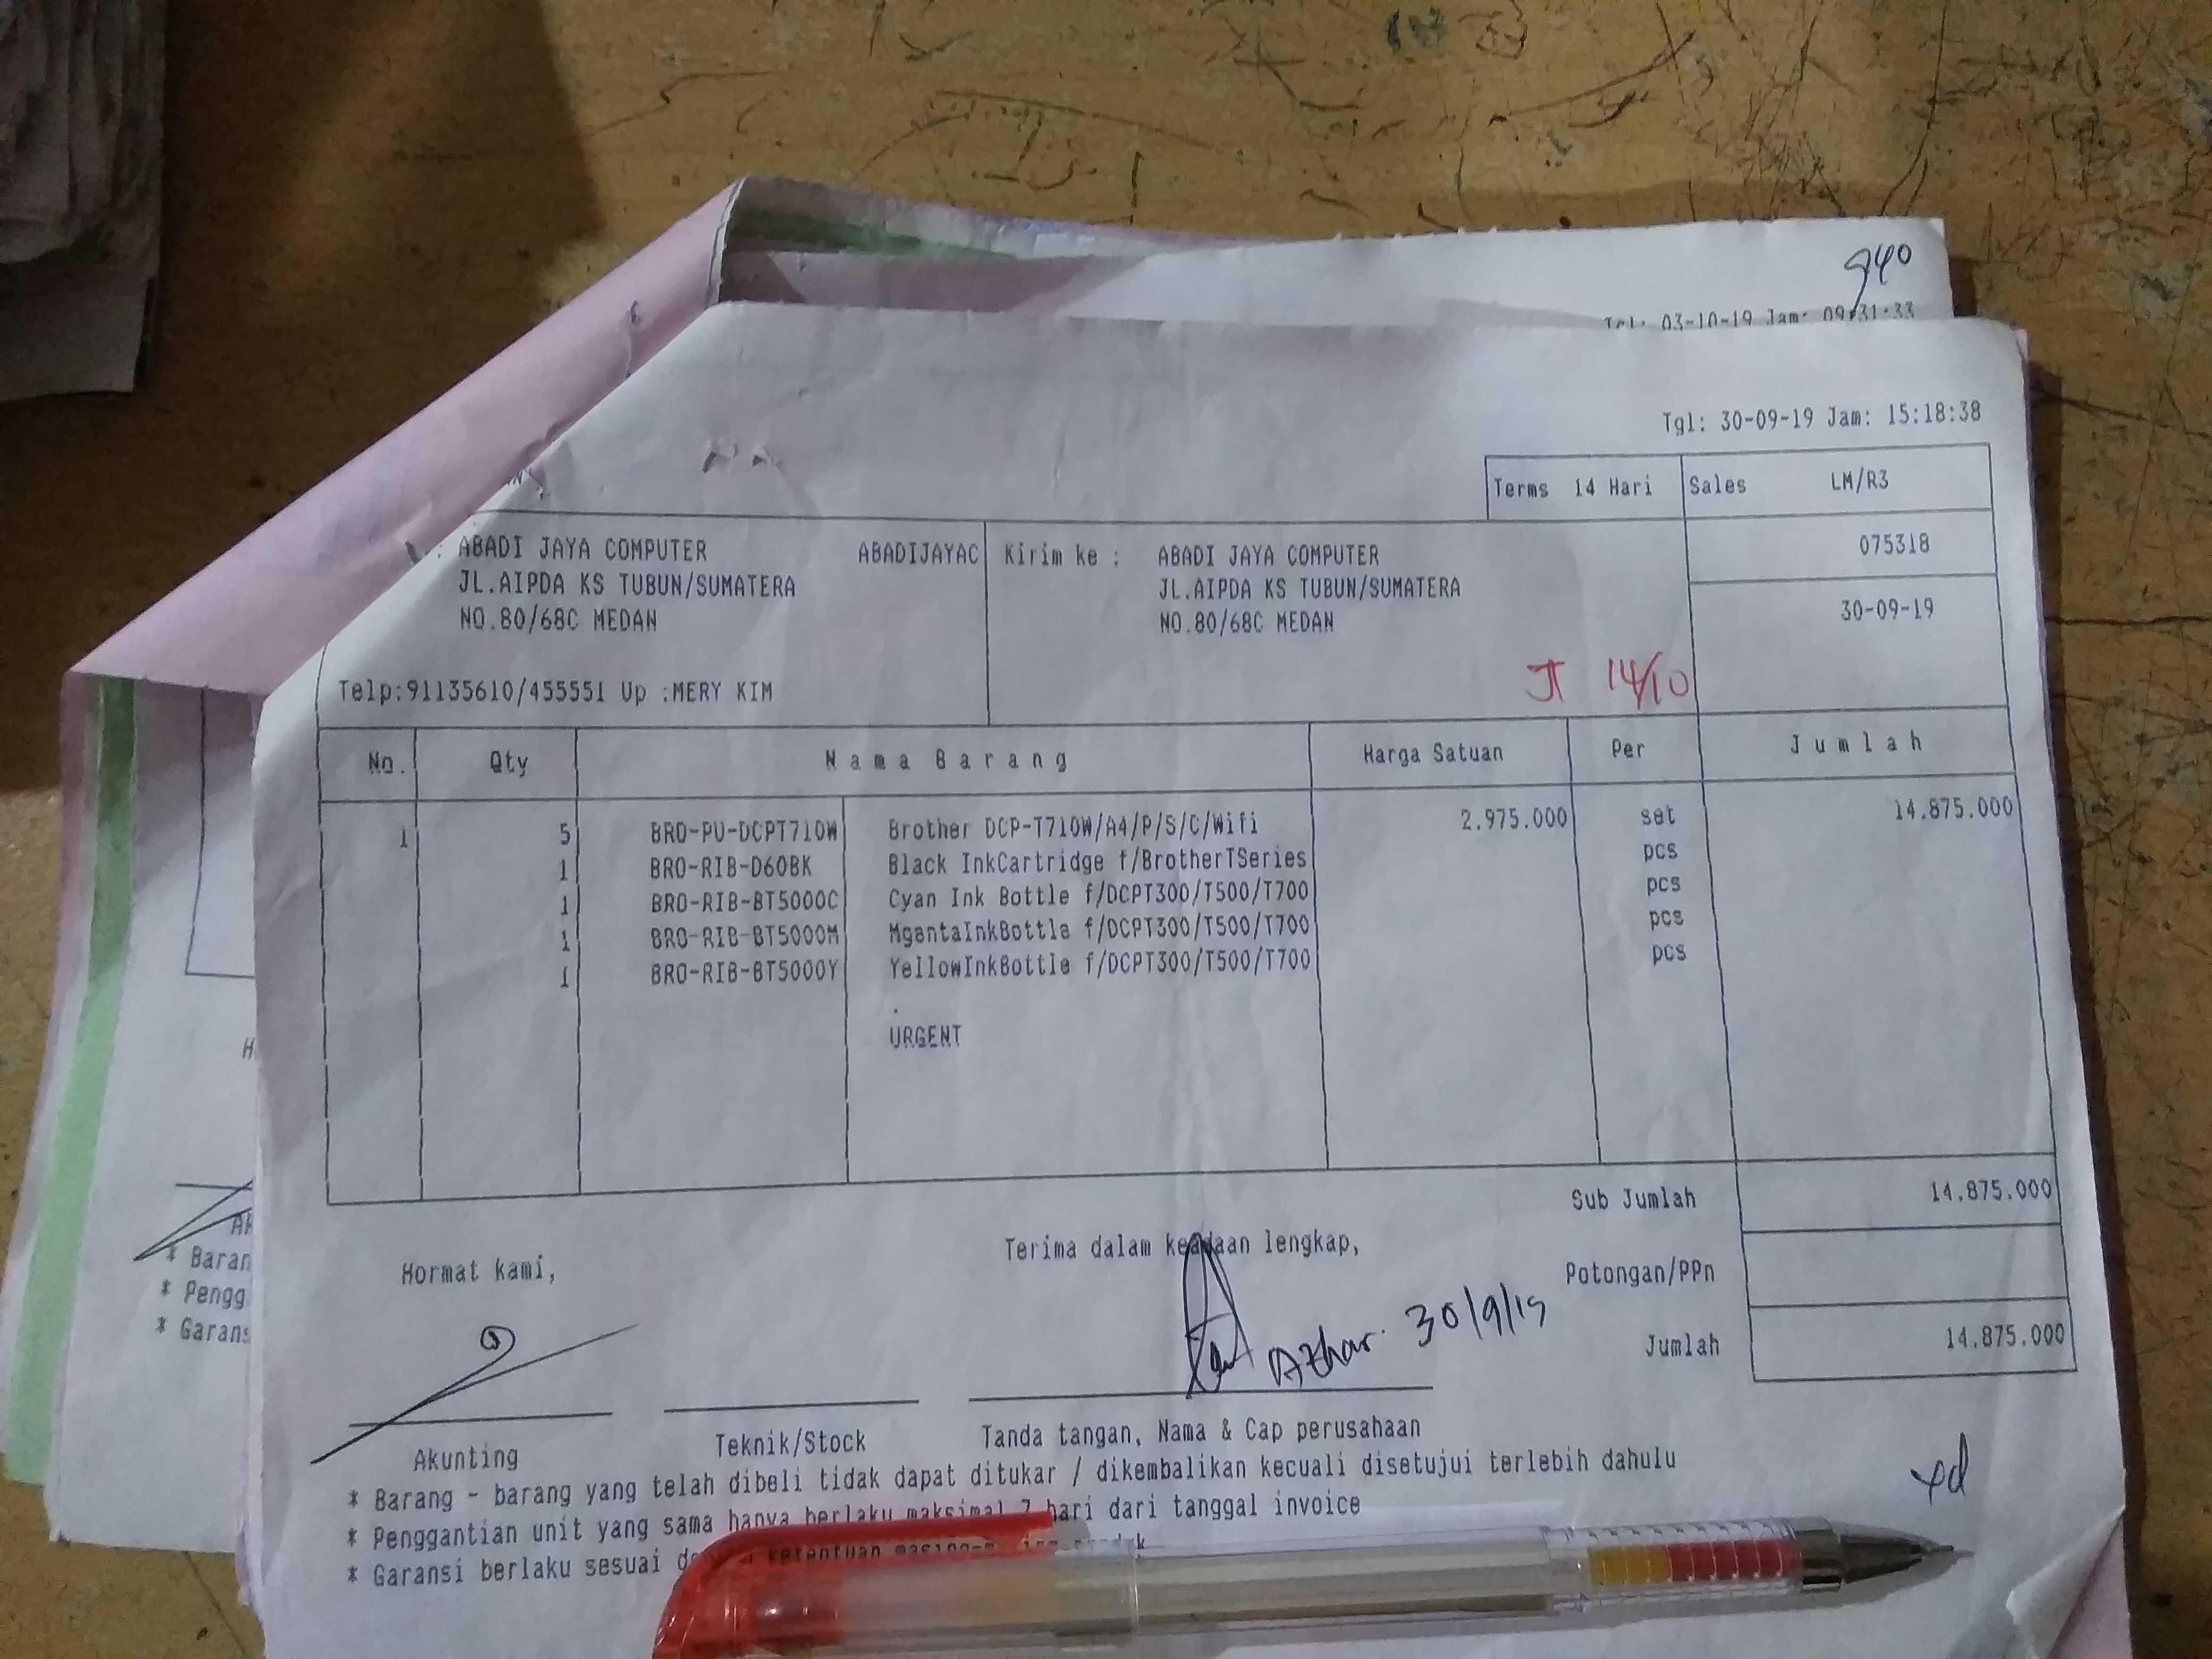 940
Tgl: 03-10-19 Jam: 09:31:33
Tgl: 30-09-19 Jam: 15:18:38
Terms 14 Hari Sales LM/R3
: ABADI JAYA COMPUTER ABADIJAYAC Kirim ke : ABADI JAYA COMPUTER 075318
JL.AIPDA KS TUBUN/SUMATERA JL.AIPDA KS TUBUN/SUMATERA
NO.80/68C MEDAN NO.80/68C MEDAN 30-09-19
JT 14/10
Telp:91135610/455551 Up :MERY KIM
No. Qty Nama Barang Harga Satuan Per Jumlah
1 5 BRO-PU-DCPT710W Brother DCP-T710W/A4/P/S/C/Wifi 2.975.000 set 14.875.000
1 BRO-RIB-D60BK Black InkCartridge f/BrotherTSeries pcs
1 BRO-RIB-BT5000C Cyan Ink Bottle f/DCPT300/T500/T700 pcs
1 BRO-RIB-BT5000M MgentaInkBottle f/DCPT300/T500/T700 pcs
1 BRO-RIB-BT5000Y YellowInkBottle f/DCPT300/T500/T700 pcs
.
URGENT
Sub Jumlah 14.875.000
Hormat kami, Terima dalam keadaan lengkap,
Potongan/PPn
Azhar. 30/9/19
Jumlah 14.875.000
Akunting Teknik/Stock Tanda tangan, Nama & Cap perusahaan
* Barang - barang yang telah dibeli tidak dapat ditukar / dikembalikan kecuali disetujui terlebih dahulu
* Penggantian unit yang sama hanya berlaku maksimal 7 hari dari tanggal invoice
* Garansi berlaku sesuai dengan ketentuan
* Baran
* Pengg
* Garans